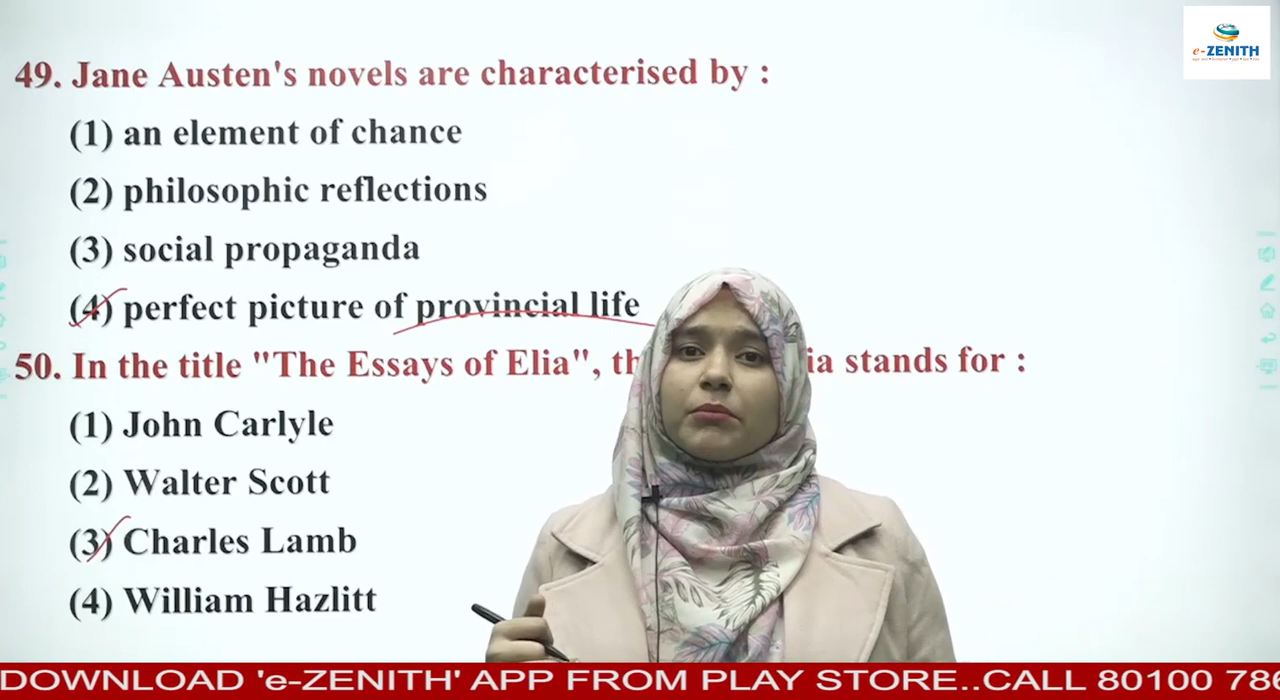 e-ZENITH
49. Jane Austen's novels are characterised by :
(1) an element of chance
(2) philosophic reflections
(3) social propaganda
(4) perfect picture of provincial life
50. In the title "The Essays of Elia", th ia stands for :
(1) John Carlyle
(2) Walter Scott
(3) Charles Lamb
(4) William Hazlitt
DOWNLOAD 'e-ZENITH' APP FROM PLAY STORE..CALL 80100 786